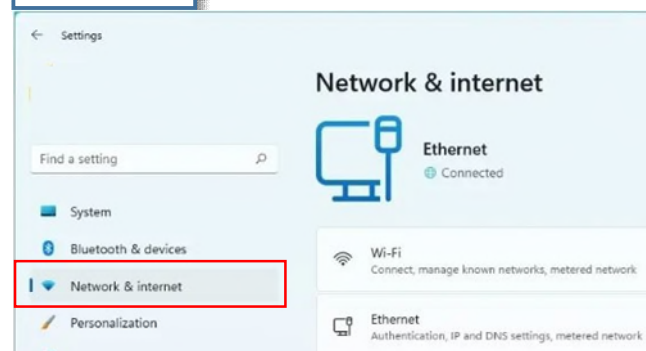 Settings
Network & internet
Ethernet
Connected
Find a setting
System
Bluetooth & devices
Wi-Fi
Connect, manage known networks, metered network
Network & internet
Personalization
Ethernet
Authentication, IP and DNS settings, metered network